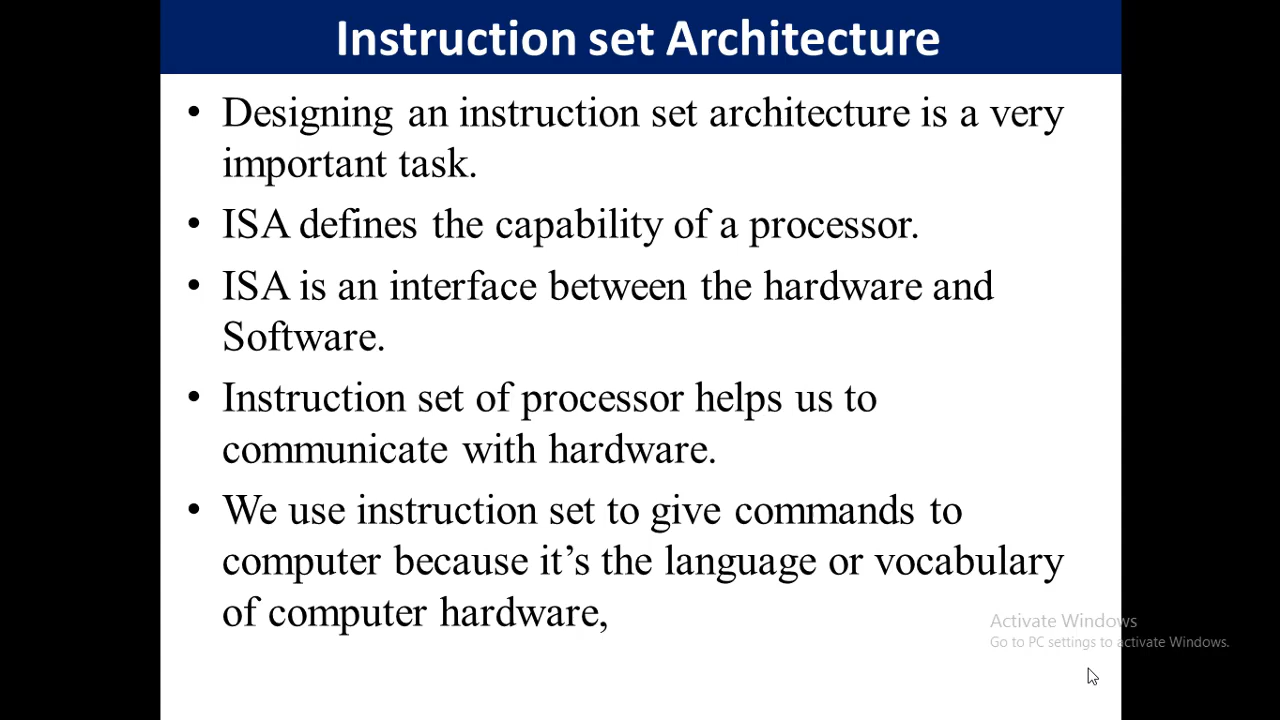 Instruction set Architecture
• Designing an instruction set architecture is a very
important task.
• ISA defines the capability of a processor.
• ISA is an interface between the hardware and
Software.
• Instruction set of processor helps us to
communicate with hardware.
• We use instruction set to give commands to
computer because it’s the language or vocabulary
of computer hardware,
Activate Windows
Go to PC settings to activate Windows.